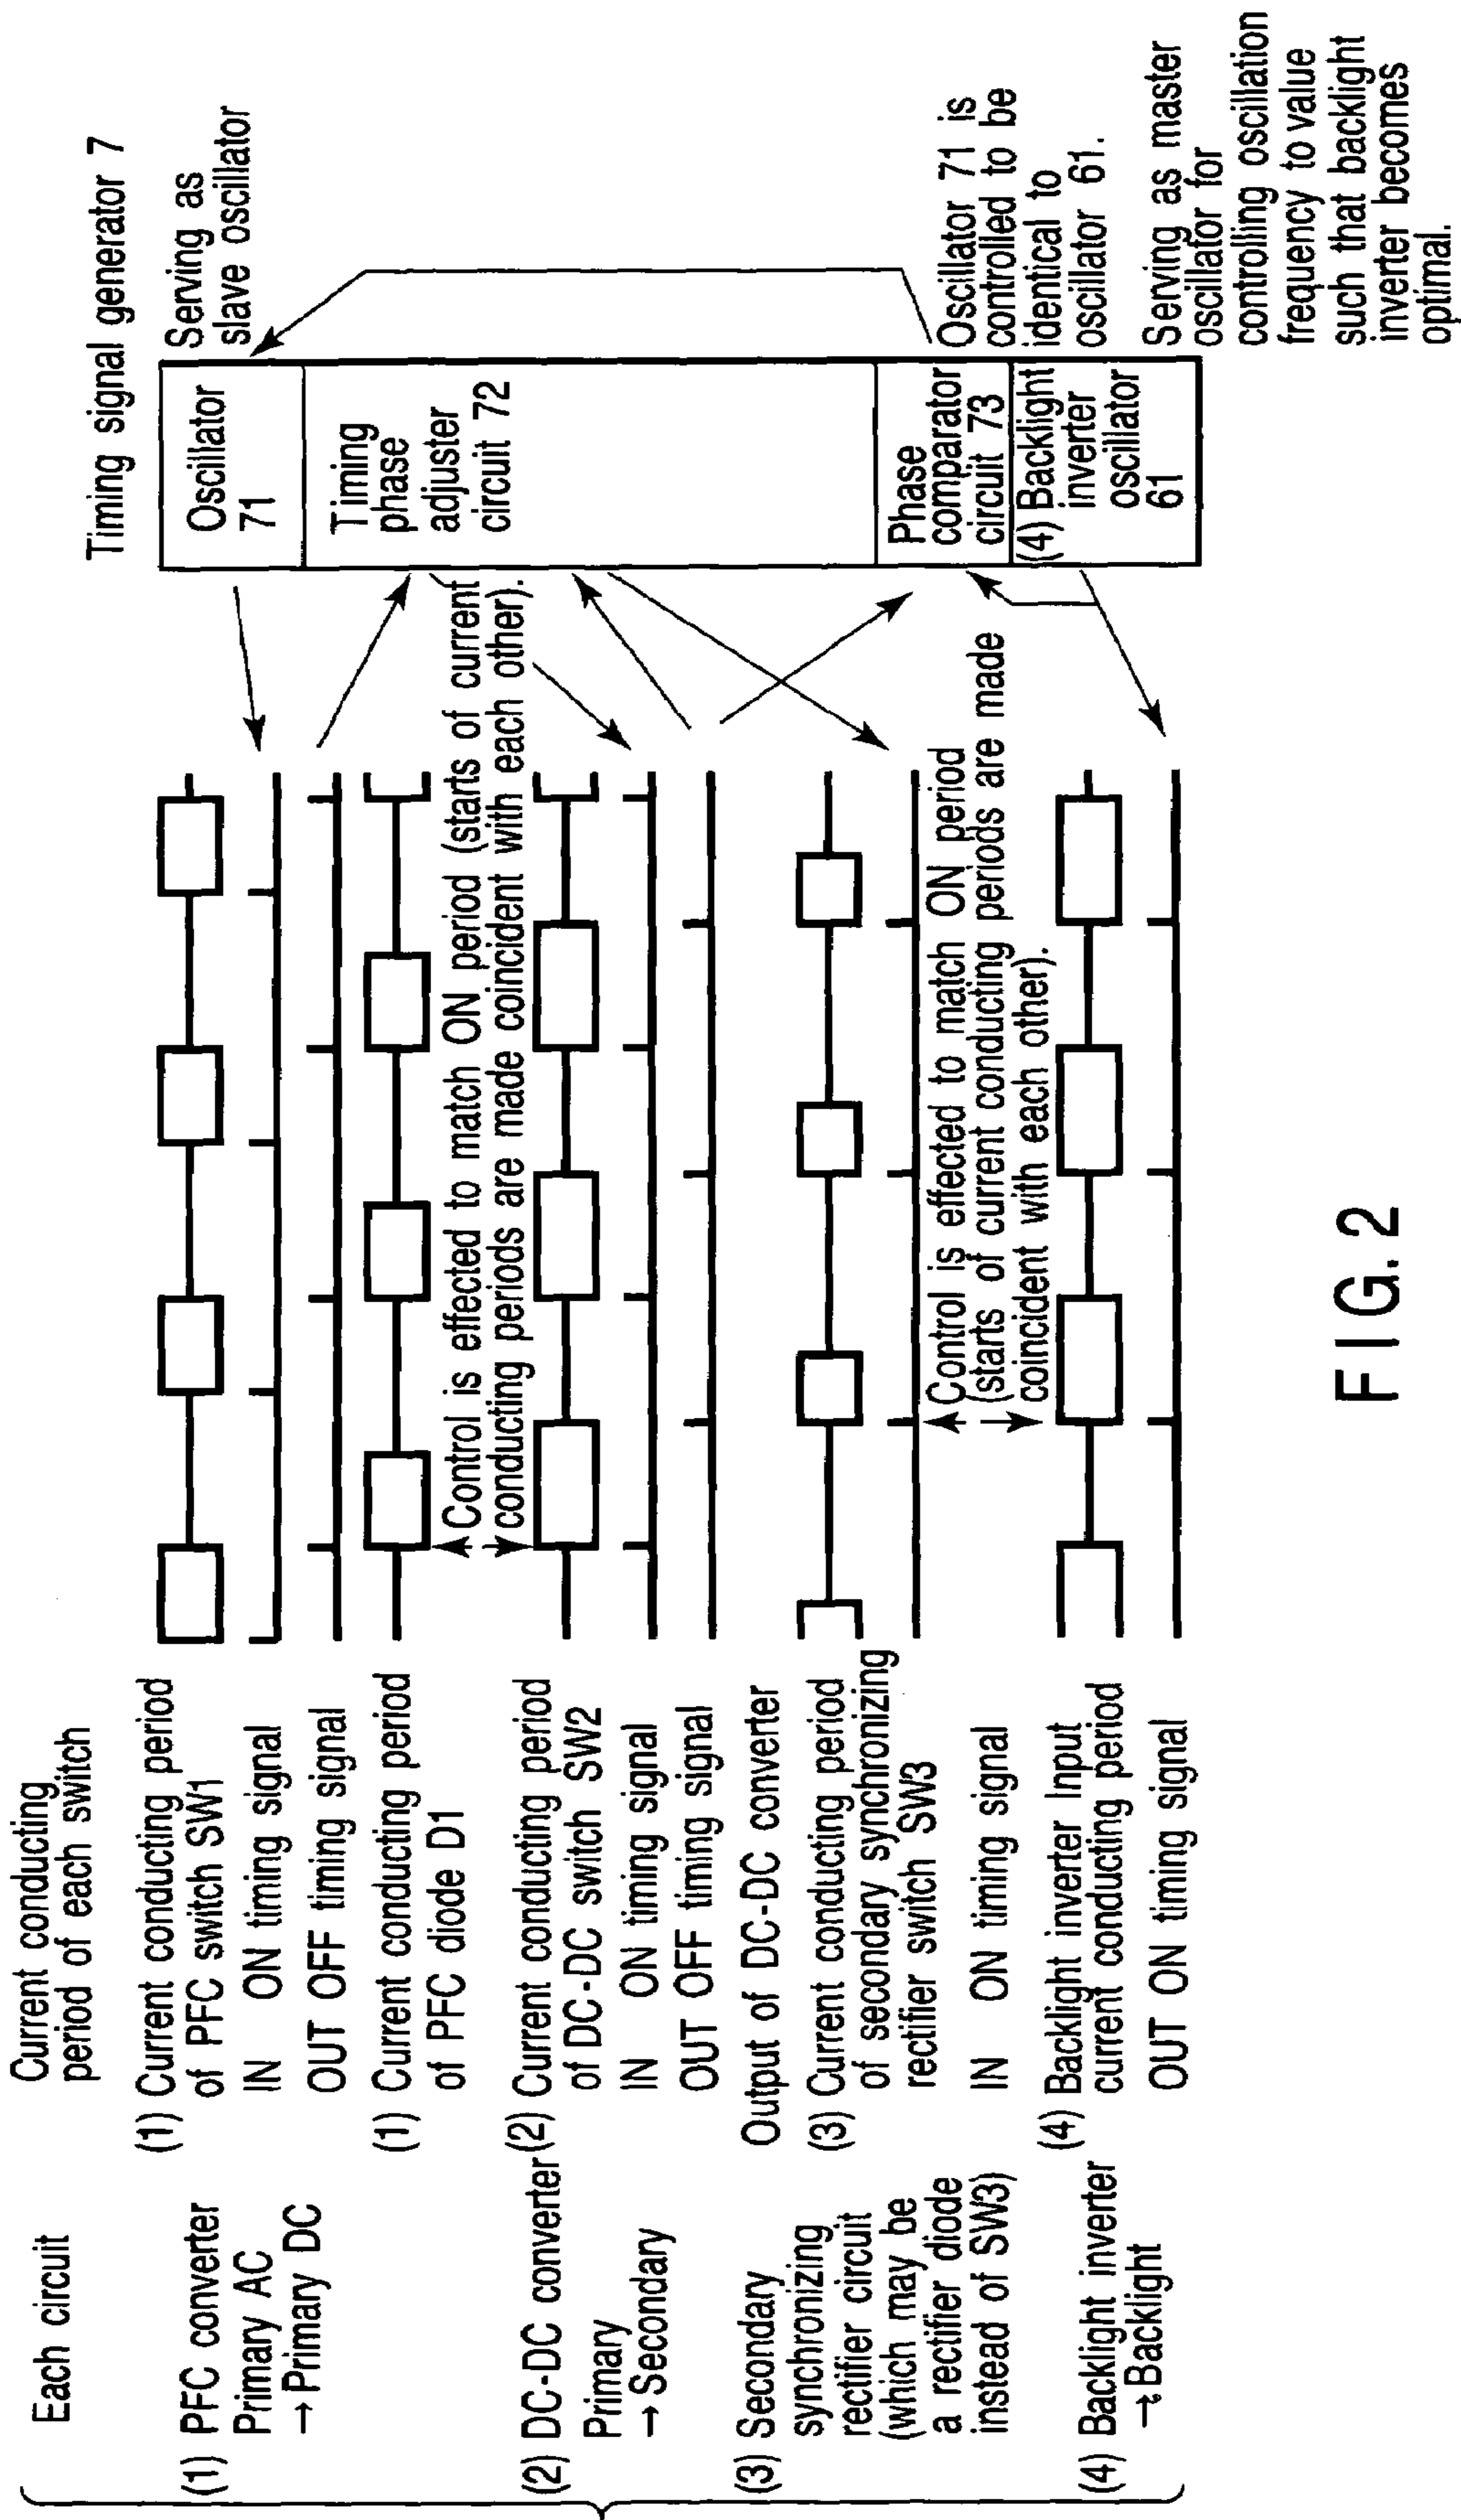 Each circuit
Current conducting
period of each switch
Timing signal generator 7
(1) PFC converter
Primary AC
→Primary DC
(1) Current conducting period
of PFC switch SW1
IN ON timing signal
OUT OFF timing signal
(1) Current conducting period
of PFC diode D1
Control is effected to match ON period (starts of current
conducting periods are made coincident with each other).
(2) DC-DC converter
Primary
→Secondary
(2) Current conducting period
of DC-DC switch SW2
IN ON timing signal
OUT OFF timing signal
Output of DC-DC converter
(3) Secondary
synchronizing
rectifier circuit
(which may be
a rectifier diode
instead of SW3)
(3) Current conducting period
of secondary synchronizing
rectifier switch SW3
IN ON timing signal
Control is effected to match ON period
(starts of current conducting periods are made
coincident with each other).
(4) Backlight inverter
→Backlight
(4) Backlight inverter Input
current conducting period
OUT ON timing signal
Oscillator
71
Timing
phase
adjuster
circuit 72
Phase
comparator
circuit 73
(4) Backlight
inverter
oscillator
61
Serving as
slave oscillator
Oscillator 71 is
controlled to be
identical to
oscillator 61.
Serving as master
oscillator for
controlling oscillation
frequency to value
such that backlight
inverter becomes
optimal.
FIG. 2